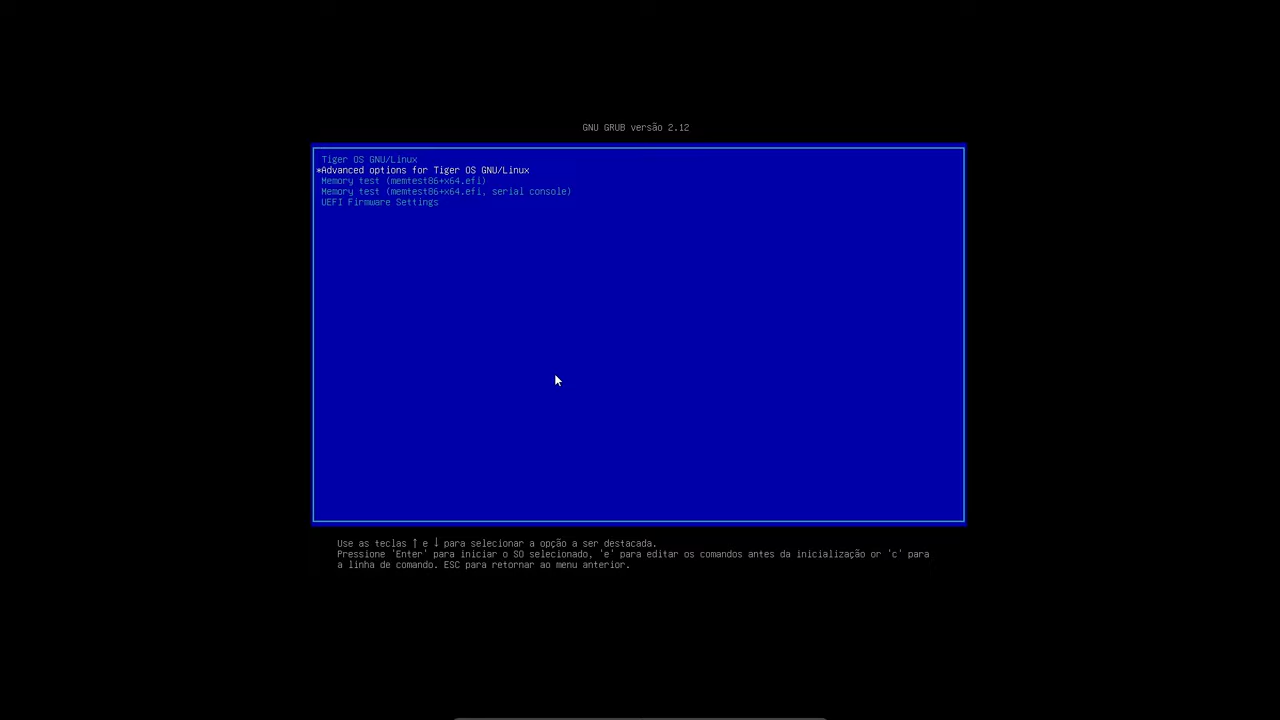 GNU GRUB versão 2.12
Tiger OS GNU/Linux
*Advanced options for Tiger OS GNU/Linux
Memory test (memtest86+x64.efi)
Memory test (memtest86+x64.efi, serial console)
UEFI Firmware Settings
Use as teclas ↑ e ↓ para selecionar a opção a ser destacada.
Pressione 'Enter' para iniciar o SO selecionado, 'e' para editar os comandos antes da inicialização or 'c' para
a linha de comando. ESC para retornar ao menu anterior.